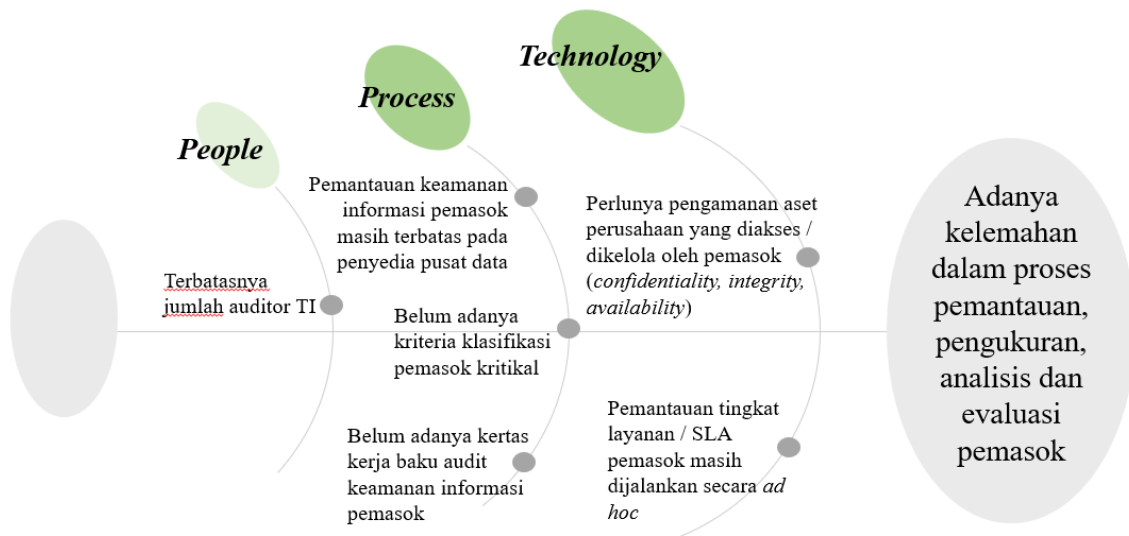 People
Terbatasnya
jumlah auditor TI
Process
Pemantauan keamanan
informasi pemasok
masih terbatas pada
penyedia pusat data
Belum adanya
kriteria klasifikasi
pemasok kritikal
Belum adanya kertas
kerja baku audit
keamanan informasi
pemasok
Technology
Perlunya pengamanan aset
perusahaan yang diakses /
dikelola oleh pemasok
(confidentiality, integrity,
availability)
Pemantauan tingkat
layanan / SLA
pemasok masih
dijalankan secara ad
hoc
Adanya
kelemahan
dalam proses
pemantauan,
pengukuran,
analisis dan
evaluasi
pemasok